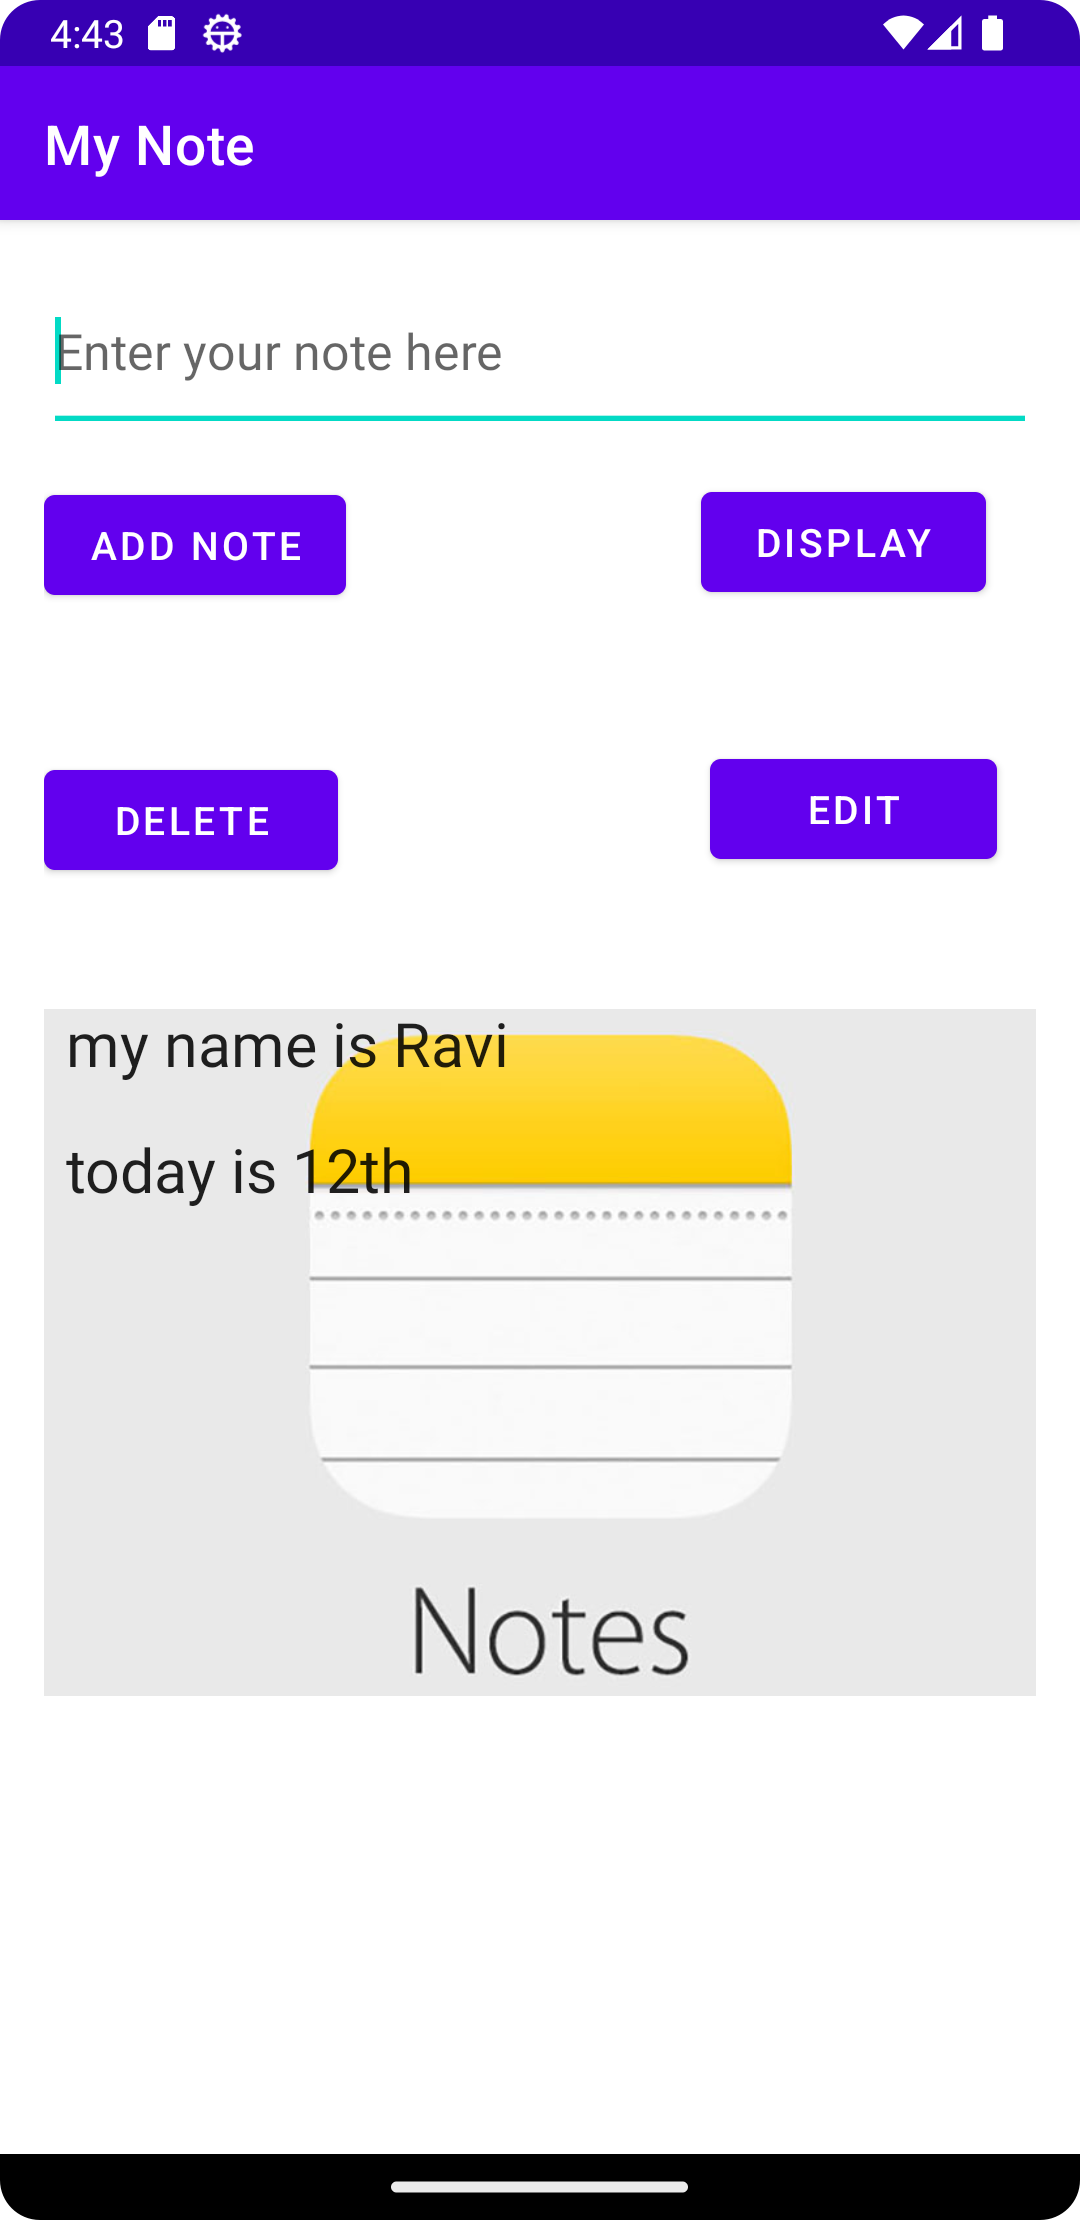 4:43
My Note
Enter your note here
ADD NOTE
DISPLAY
DELETE
EDIT
my name is Ravi
today is 12th
Notes